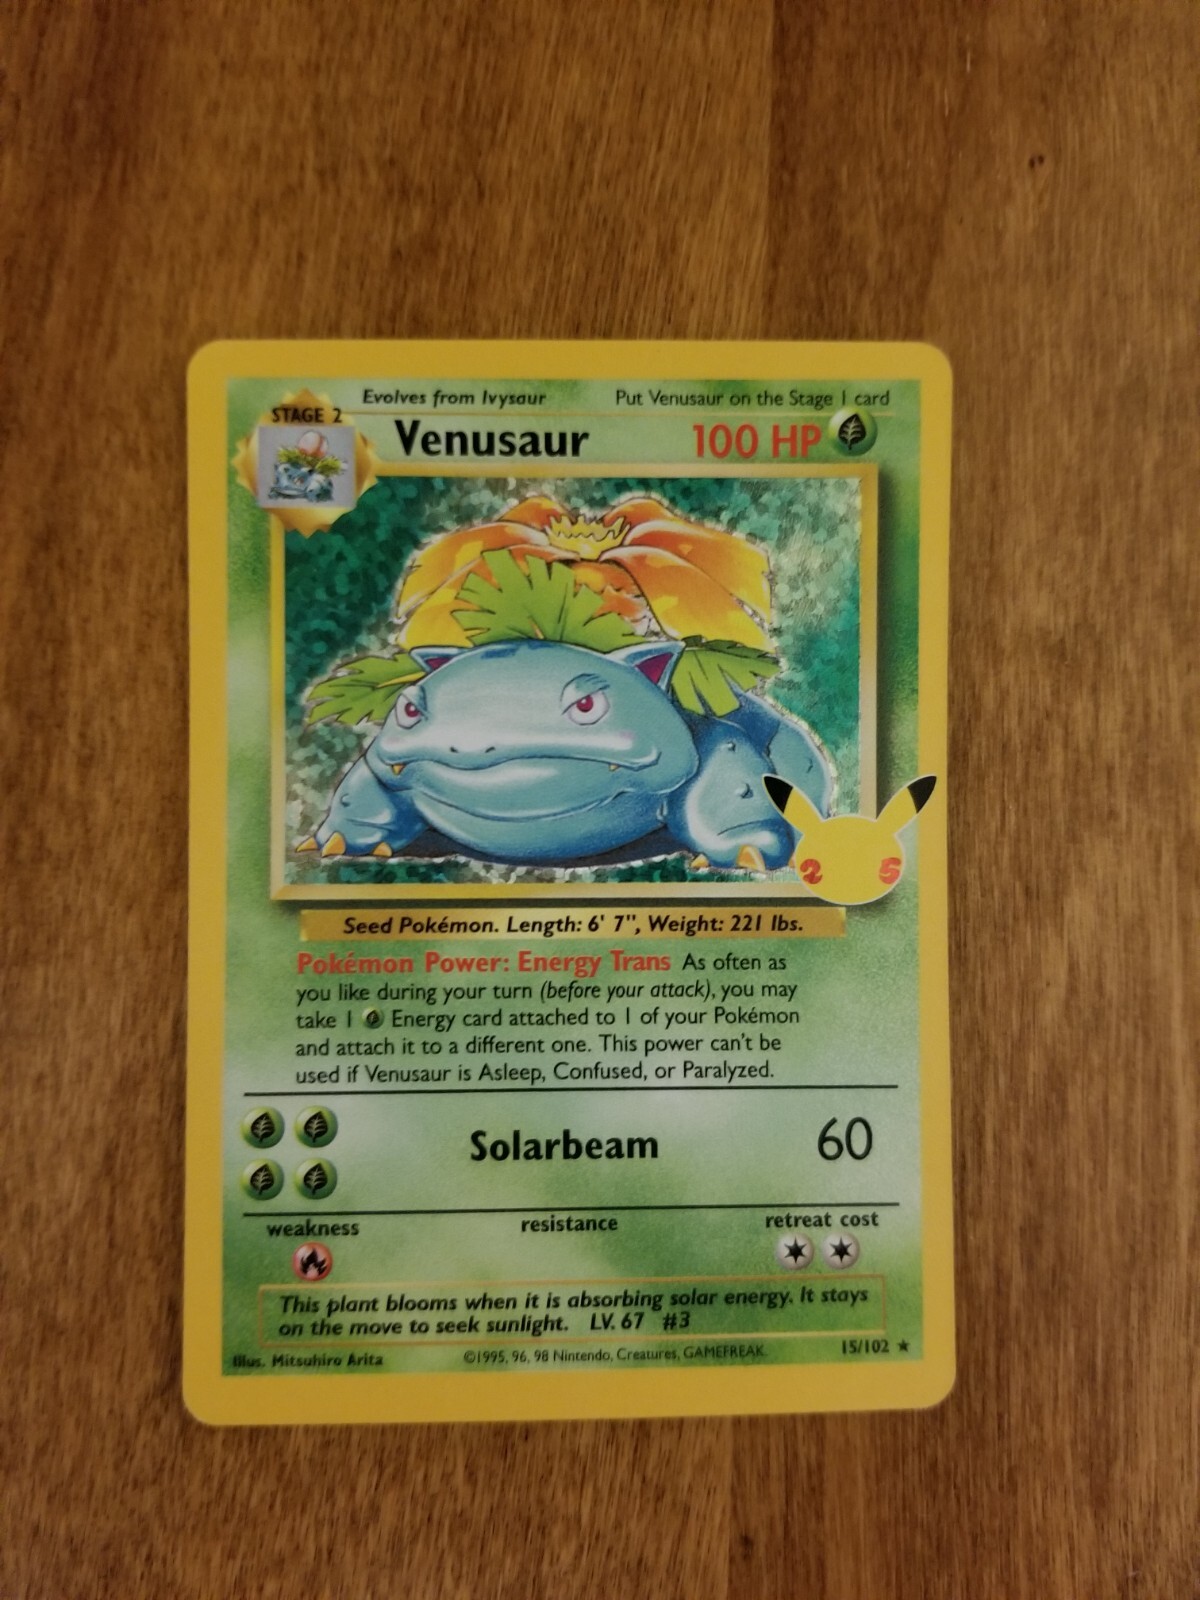 Evolves from Ivysaur Put Venusaur on the Stage 1 card
STAGE 2
Venusaur 100 HP
25
Seed Pokémon. Length: 6' 7", Weight: 221 lbs.
Pokémon Power: Energy Trans As often as
you like during your turn (before your attack), you may
take 1 Energy card attached to 1 of your Pokémon
and attach it to a different one. This power can't be
used if Venusaur is Asleep, Confused, or Paralyzed.
Solarbeam 60
weakness resistance retreat cost
This plant blooms when it is absorbing solar energy. It stays
on the move to seek sunlight. LV. 67 #3
Illus. Mitsuhiro Arita ©1995, 96, 98 Nintendo, Creatures, GAMEFREAK. 15/102 ★